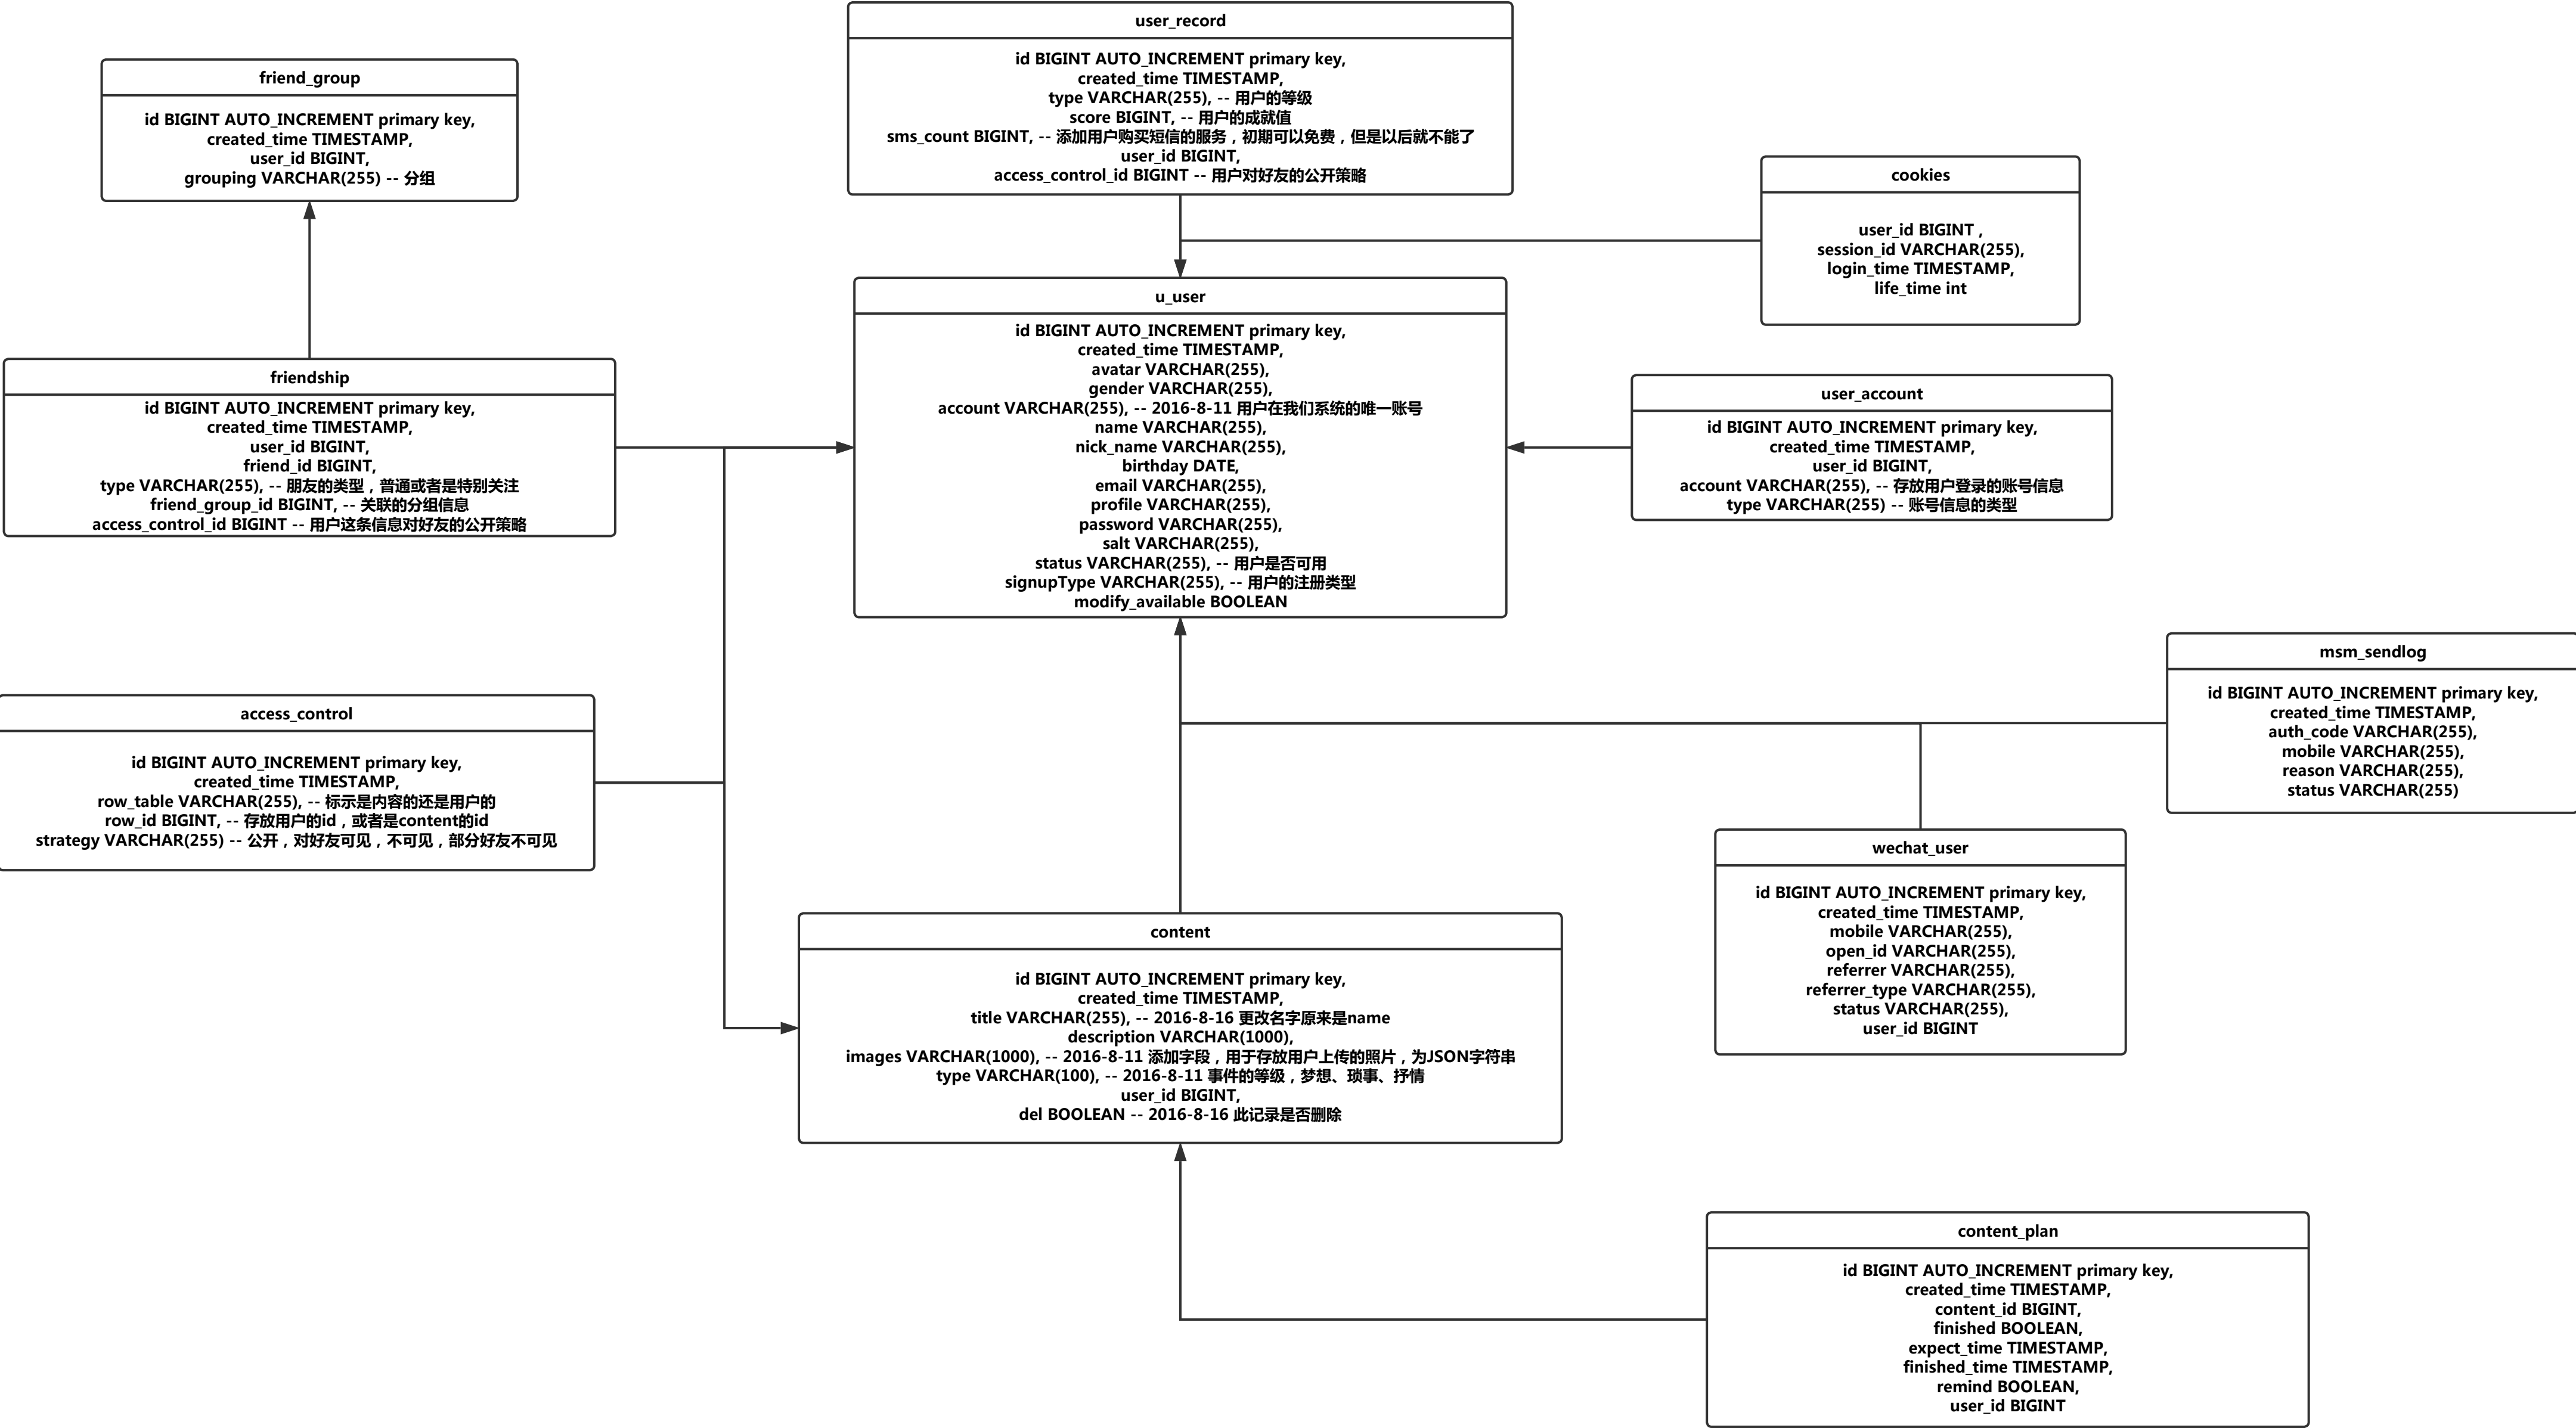 user_record
id BIGINT AUTO_INCREMENT primary key,
created_time TIMESTAMP,
type VARCHAR(255), -- 用户的等级
score BIGINT, -- 用户的成就值
sms_count BIGINT, -- 添加用户购买短信的服务，初期可以免费，但是以后就不能了
user_id BIGINT,
access_control_id BIGINT -- 用户对好友的公开策略
friend_group
id BIGINT AUTO_INCREMENT primary key,
created_time TIMESTAMP,
user_id BIGINT,
grouping VARCHAR(255) -- 分组
cookies
user_id BIGINT ,
session_id VARCHAR(255),
login_time TIMESTAMP,
life_time int
u_user
id BIGINT AUTO_INCREMENT primary key,
created_time TIMESTAMP,
avatar VARCHAR(255),
gender VARCHAR(255),
account VARCHAR(255), -- 2016-8-11 用户在我们系统的唯一账号
name VARCHAR(255),
nick_name VARCHAR(255),
birthday DATE,
email VARCHAR(255),
profile VARCHAR(255),
password VARCHAR(255),
salt VARCHAR(255),
status VARCHAR(255), -- 用户是否可用
signupType VARCHAR(255), -- 用户的注册类型
modify_available BOOLEAN
friendship
id BIGINT AUTO_INCREMENT primary key,
created_time TIMESTAMP,
user_id BIGINT,
friend_id BIGINT,
type VARCHAR(255), -- 朋友的类型，普通或者是特别关注
friend_group_id BIGINT, -- 关联的分组信息
access_control_id BIGINT -- 用户这条信息对好友的公开策略
user_account
id BIGINT AUTO_INCREMENT primary key,
created_time TIMESTAMP,
user_id BIGINT,
account VARCHAR(255), -- 存放用户登录的账号信息
type VARCHAR(255) -- 账号信息的类型
msm_sendlog
id BIGINT AUTO_INCREMENT primary key,
created_time TIMESTAMP,
auth_code VARCHAR(255),
mobile VARCHAR(255),
reason VARCHAR(255),
status VARCHAR(255)
access_control
id BIGINT AUTO_INCREMENT primary key,
created_time TIMESTAMP,
row_table VARCHAR(255), -- 标示是内容的还是用户的
row_id BIGINT, -- 存放用户的id，或者是content的id
strategy VARCHAR(255) -- 公开，对好友可见，不可见，部分好友不可见
wechat_user
id BIGINT AUTO_INCREMENT primary key,
created_time TIMESTAMP,
mobile VARCHAR(255),
open_id VARCHAR(255),
referrer VARCHAR(255),
referrer_type VARCHAR(255),
status VARCHAR(255),
user_id BIGINT
content
id BIGINT AUTO_INCREMENT primary key,
created_time TIMESTAMP,
title VARCHAR(255), -- 2016-8-16 更改名字原来是name
description VARCHAR(1000),
images VARCHAR(1000), -- 2016-8-11 添加字段，用于存放用户上传的照片，为JSON字符串
type VARCHAR(100), -- 2016-8-11 事件的等级，梦想、琐事、抒情
user_id BIGINT,
del BOOLEAN -- 2016-8-16 此记录是否删除
content_plan
id BIGINT AUTO_INCREMENT primary key,
created_time TIMESTAMP,
content_id BIGINT,
finished BOOLEAN,
expect_time TIMESTAMP,
finished_time TIMESTAMP,
remind BOOLEAN,
user_id BIGINT